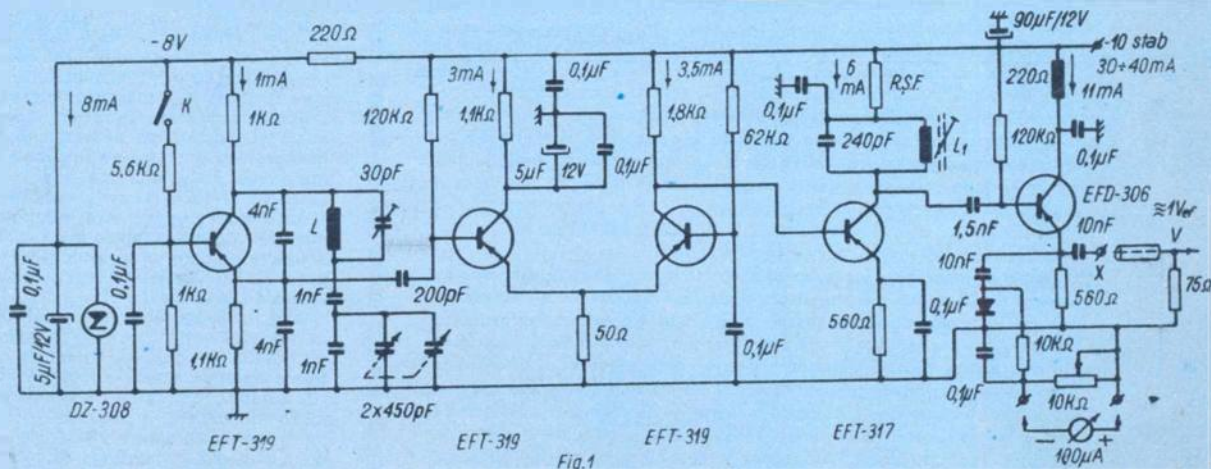 90µF/12V
-8V
220Ω
-10 stab
30÷40mA
8mA
K
1mA
1KΩ
5,6KΩ
120KΩ
3mA
1,1KΩ
0,1µF
5µF
12V
0,1µF
3,5mA
1,8KΩ
62KΩ
0,1µF
6
mA
R.Ş.F.
240pF
L1
220Ω
11mA
120KΩ
0,1µF
30pF
4nF
L
EFD-306
≋1Vef
0,1µF
5µF/12V
0,1µF
1KΩ
1nF
200pF
1,5nF
10nF
10nF
X
V
75Ω
560Ω
1,1KΩ
4nF
1nF
50Ω
0,1µF
560Ω
0,1µF
0,1µF
10KΩ
10KΩ
DZ-308
2x450pF
EFT-319
EFT-319
EFT-319
EFT-317
- +
100µA
Fig.1